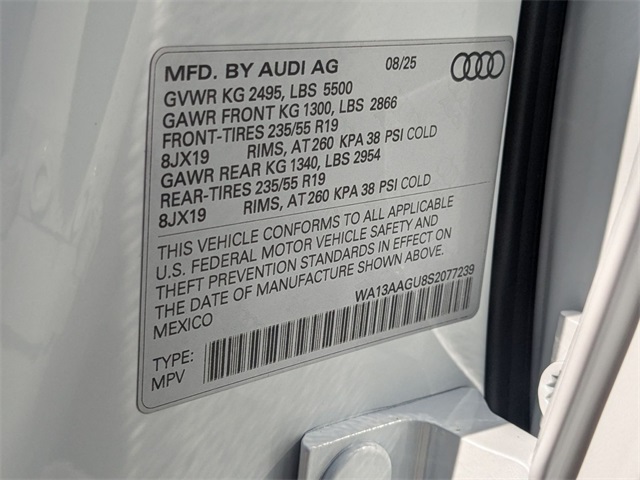 MFD. BY AUDI AG 08/25
GVWR KG 2495, LBS 5500
GAWR FRONT KG 1300, LBS 2866
FRONT-TIRES 235/55 R19
8JX19 RIMS, AT 260 KPA 38 PSI COLD
GAWR REAR KG 1340, LBS 2954
REAR-TIRES 235/55 R19
8JX19 RIMS, AT 260 KPA 38 PSI COLD
THIS VEHICLE CONFORMS TO ALL APPLICABLE
U.S. FEDERAL MOTOR VEHICLE SAFETY AND
THEFT PREVENTION STANDARDS IN EFFECT ON
THE DATE OF MANUFACTURE SHOWN ABOVE.
MEXICO WA13AAGU8S2077239
TYPE:
MPV